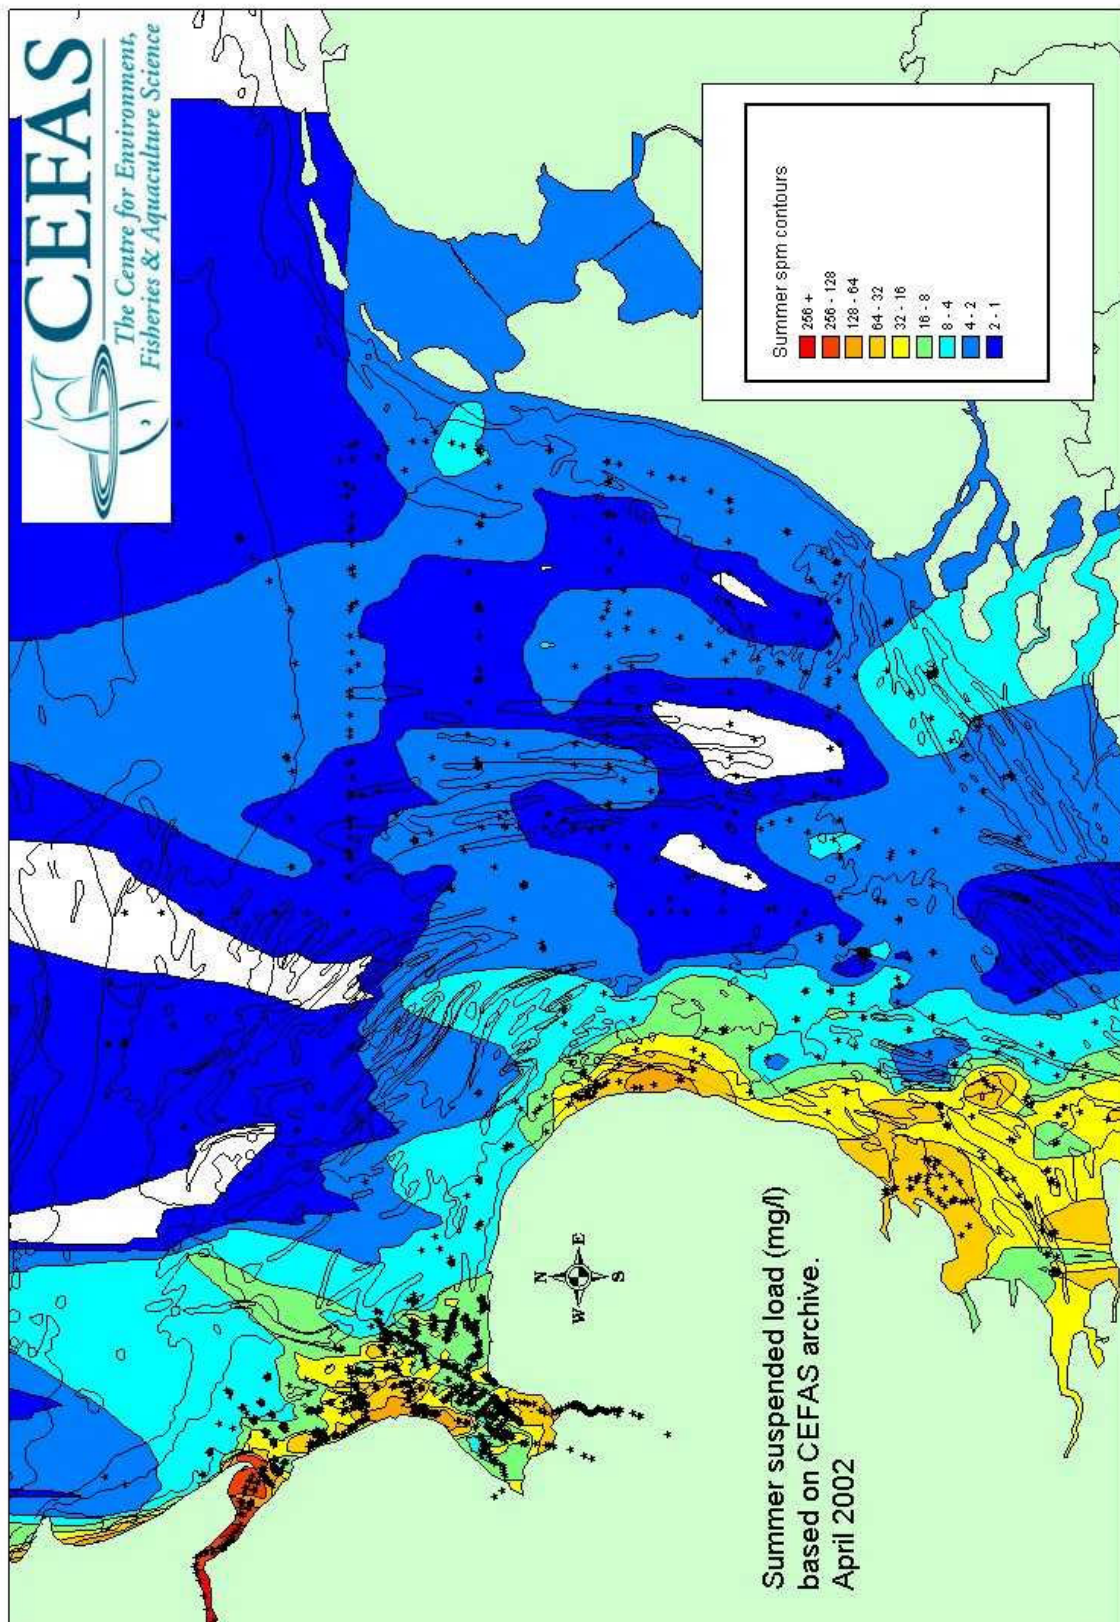 CEFAS
The Centre for Environment,
Fisheries & Aquaculture Science
Summer spm contours
256 +
256 - 128
128 - 64
64 - 32
32 - 16
16 - 8
8 - 4
4 - 2
2 - 1
N
W E
S
Summer suspended load (mg/l)
based on CEFAS archive.
April 2002